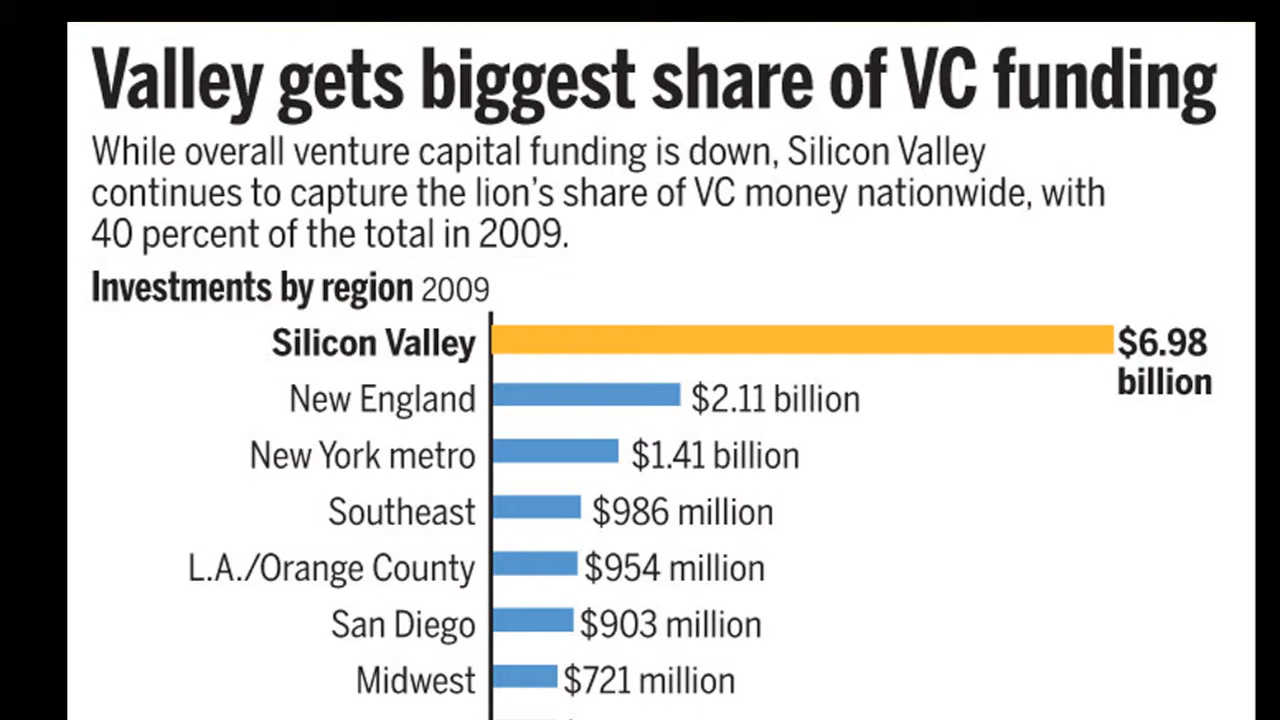 Valley gets biggest share of VC funding
While overall venture capital funding is down, Silicon Valley
continues to capture the lion's share of VC money nationwide, with
40 percent of the total in 2009.
Investments by region 2009
Silicon Valley $6.98
billion
New England $2.11 billion
New York metro $1.41 billion
Southeast $986 million
L.A./Orange County $954 million
San Diego $903 million
Midwest $721 million